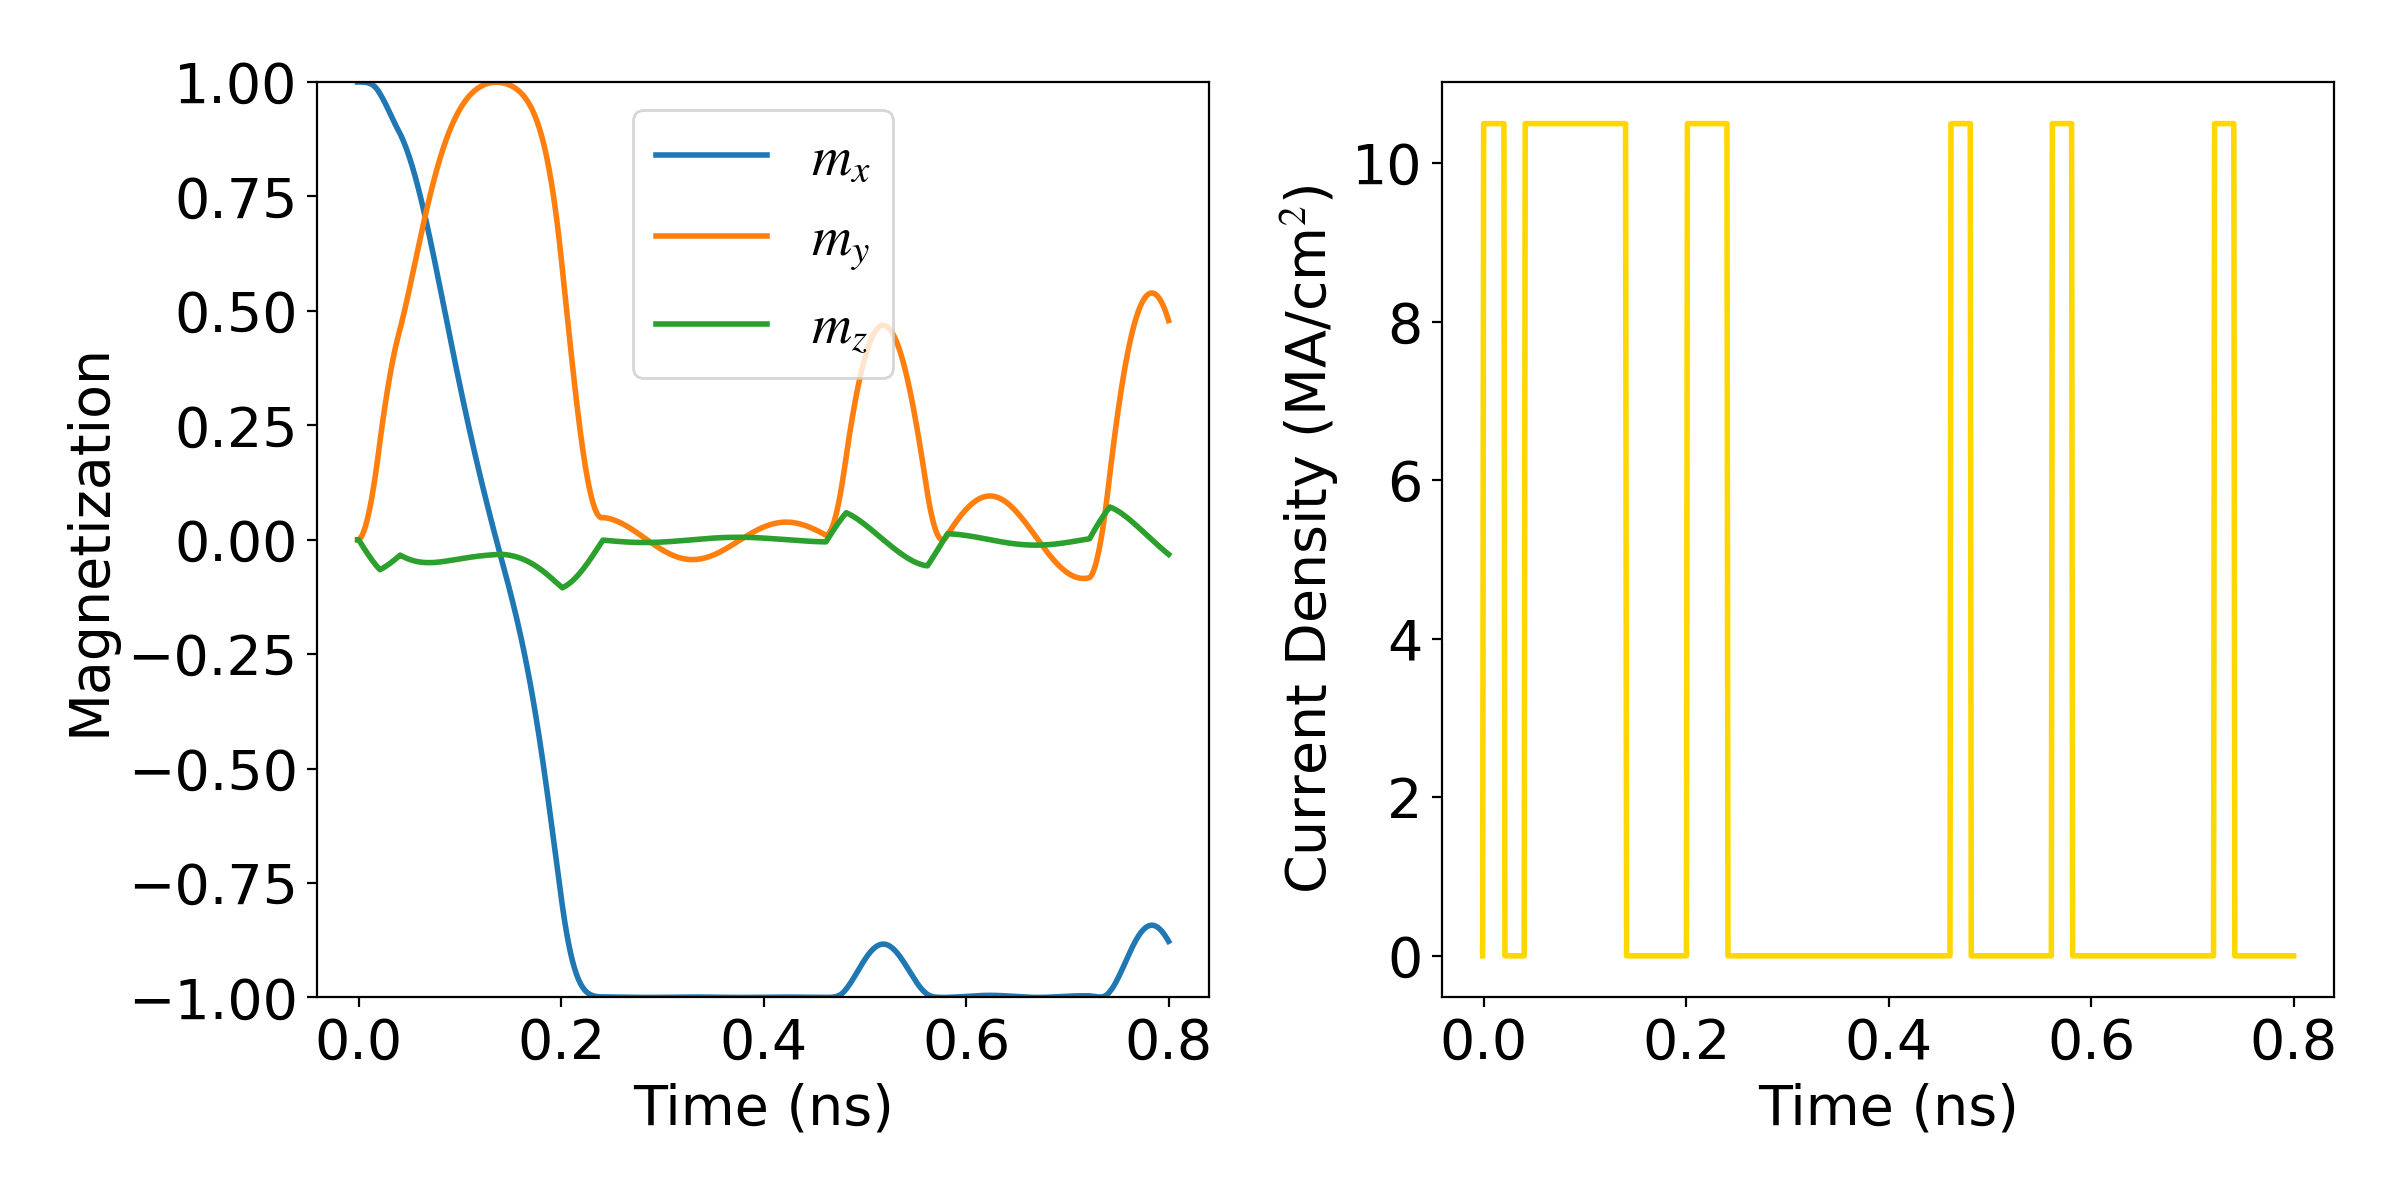 1.00
0.75
0.50
0.25
0.00
−0.25
−0.50
−0.75
−1.00
Magnetization
0.0 0.2 0.4 0.6 0.8
Time (ns)
m_x
m_y
m_z
10
8
6
4
2
0
Current Density (MA/cm²)
0.0 0.2 0.4 0.6 0.8
Time (ns)